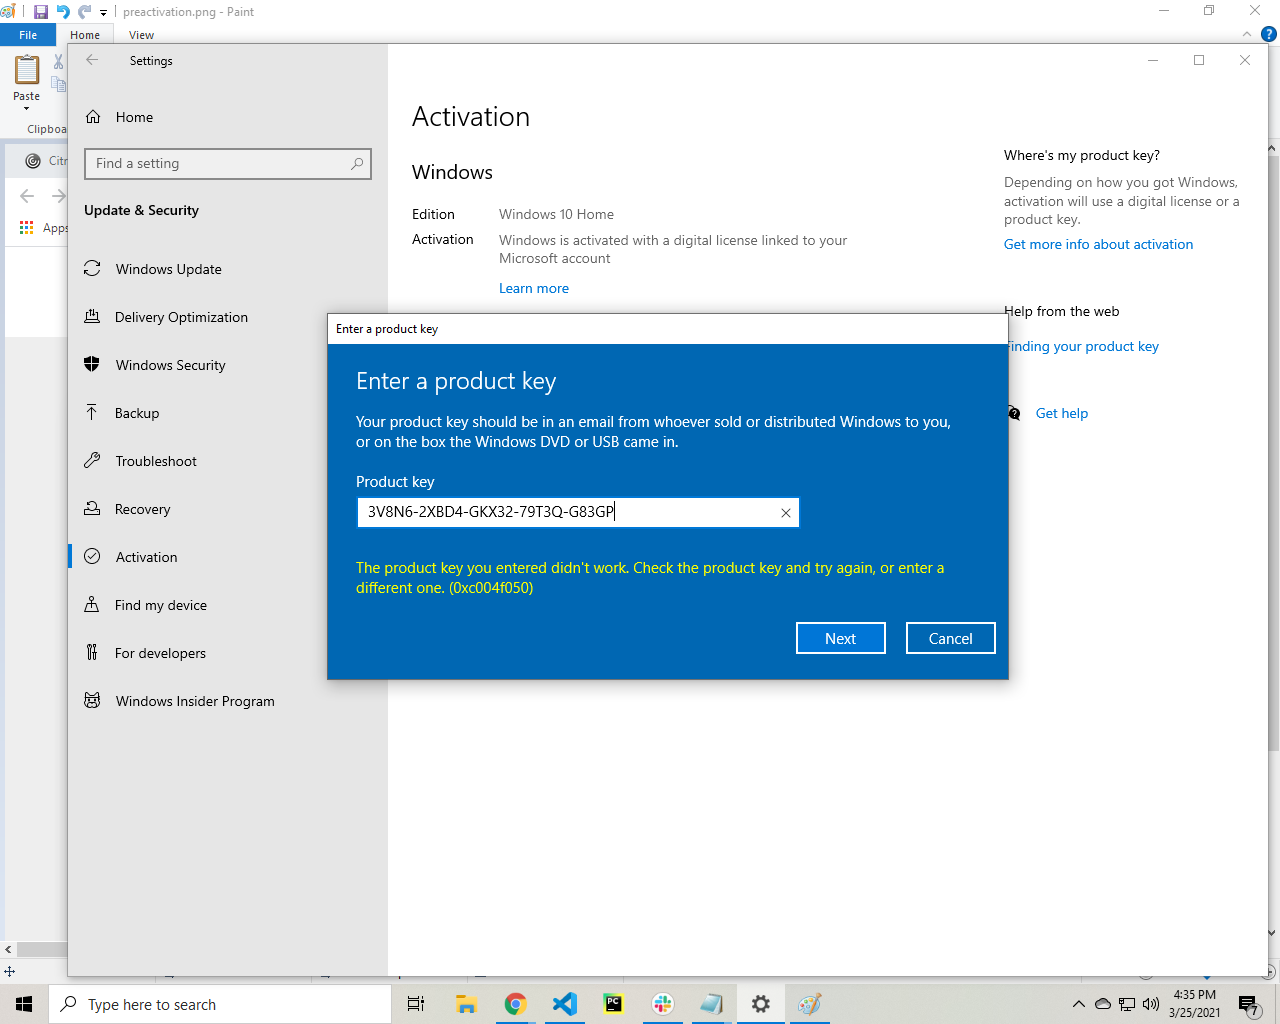 preactivation.png - Paint
File
Home
View
Paste
Clipboa
Citr
Apps
Settings
Home
Find a setting
Update & Security
Windows Update
Delivery Optimization
Windows Security
Backup
Troubleshoot
Recovery
Activation
Find my device
For developers
Windows Insider Program
Activation
Windows
Edition
Windows 10 Home
Activation
Windows is activated with a digital license linked to your
Microsoft account
Learn more
Where's my product key?
Depending on how you got Windows,
activation will use a digital license or a
product key.
Get more info about activation
Help from the web
Finding your product key
Get help
Enter a product key
Enter a product key
Your product key should be in an email from whoever sold or distributed Windows to you,
or on the box the Windows DVD or USB came in.
Product key
3V8N6-2XBD4-GKX32-79T3Q-G83GP
The product key you entered didn't work. Check the product key and try again, or enter a
different one. (0xc004f050)
Next
Cancel
Type here to search
PC
4:35 PM
3/25/2021
7